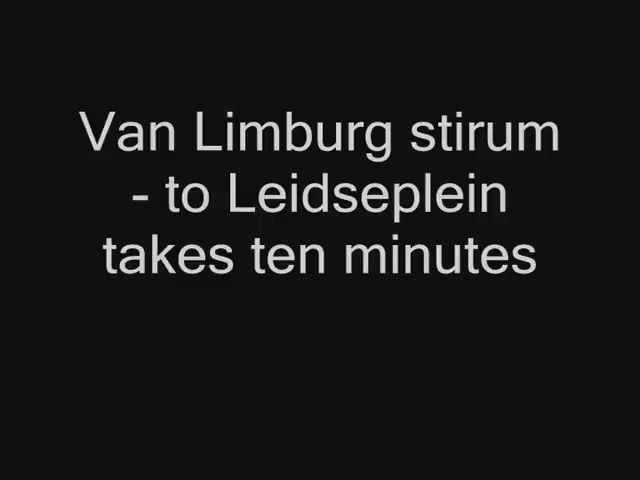 Van Limburg stirum
- to Leidseplein
takes ten minutes